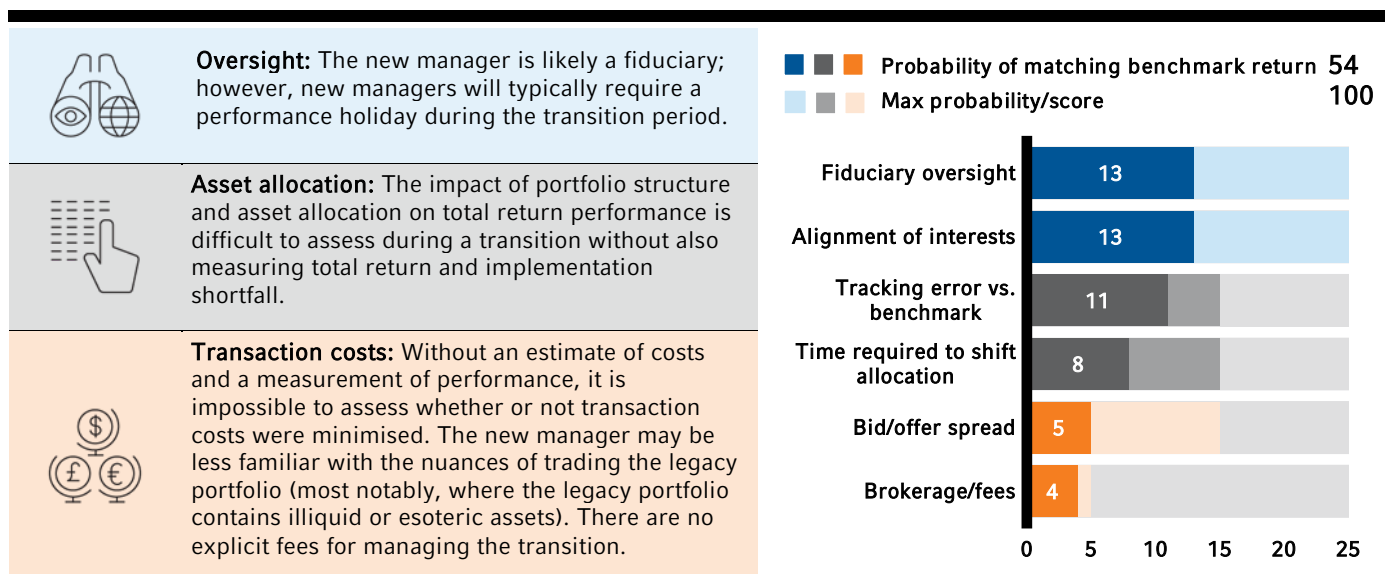 Oversight: The new manager is likely a fiduciary;
however, new managers will typically require a
performance holiday during the transition period.
Asset allocation: The impact of portfolio structure
and asset allocation on total return performance is
difficult to assess during a transition without also
measuring total return and implementation
shortfall.
Transaction costs: Without an estimate of costs
and a measurement of performance, it is
impossible to assess whether or not transaction
costs were minimised. The new manager may be
less familiar with the nuances of trading the legacy
portfolio (most notably, where the legacy portfolio
contains illiquid or esoteric assets). There are no
explicit fees for managing the transition.
$
£ €
Probability of matching benchmark return 54
Max probability/score 100
Fiduciary oversight 13
Alignment of interests 13
Tracking error vs.
benchmark 11
Time required to shift
allocation 8
Bid/offer spread 5
Brokerage/fees 4
0 5 10 15 20 25